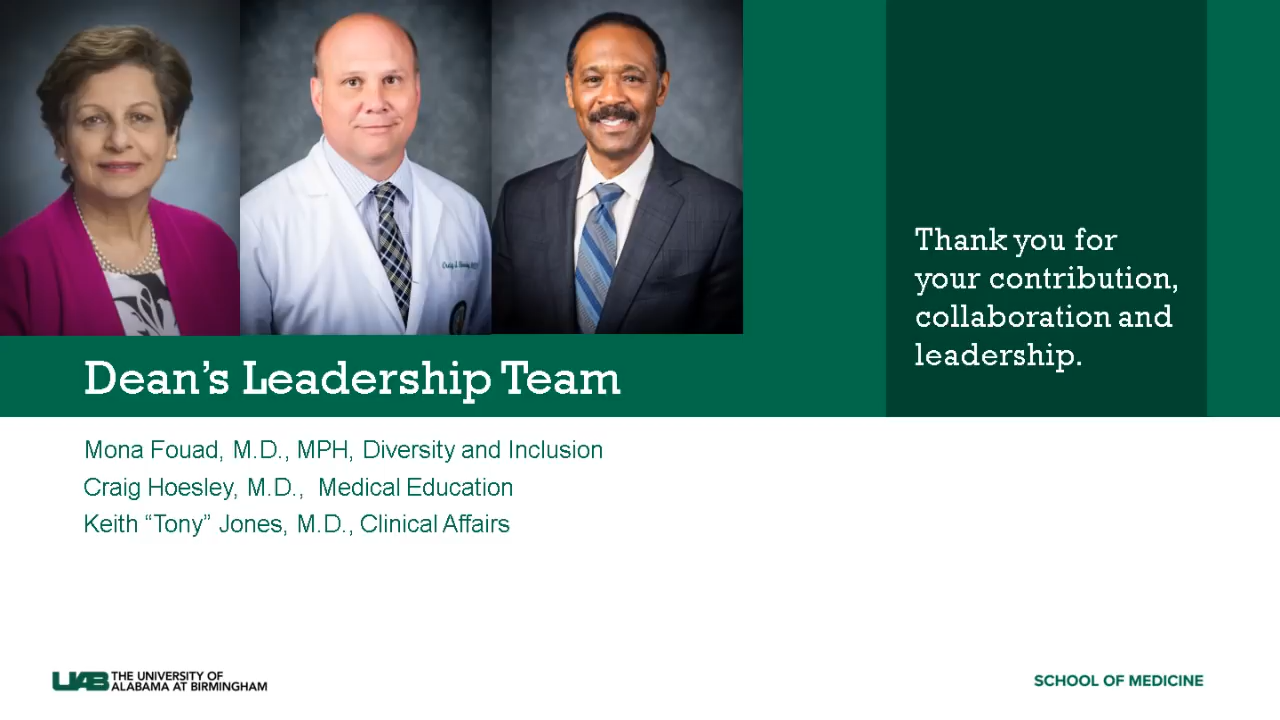 Thank you for
your contribution,
collaboration and
leadership.
Dean’s Leadership Team
Mona Fouad, M.D., MPH, Diversity and Inclusion
Craig Hoesley, M.D.,  Medical Education
Keith “Tony” Jones, M.D., Clinical Affairs
UAB THE UNIVERSITY OF
ALABAMA AT BIRMINGHAM
SCHOOL OF MEDICINE